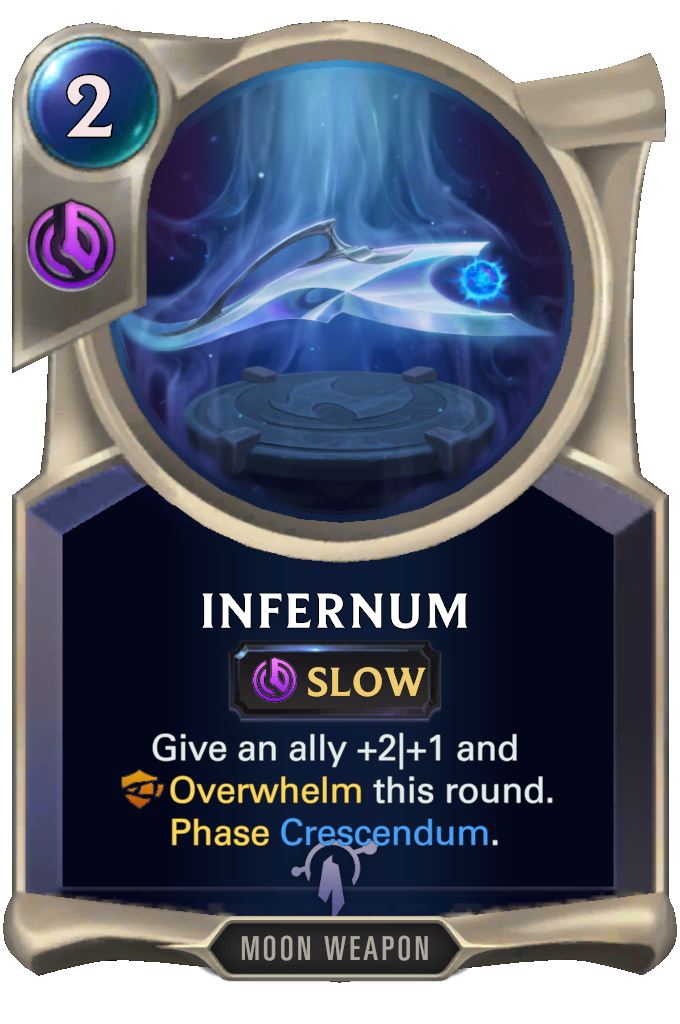 2
INFERNUM
SLOW
Give an ally +2|+1 and
Overwhelm this round.
Phase Crescendum.
MOON WEAPON